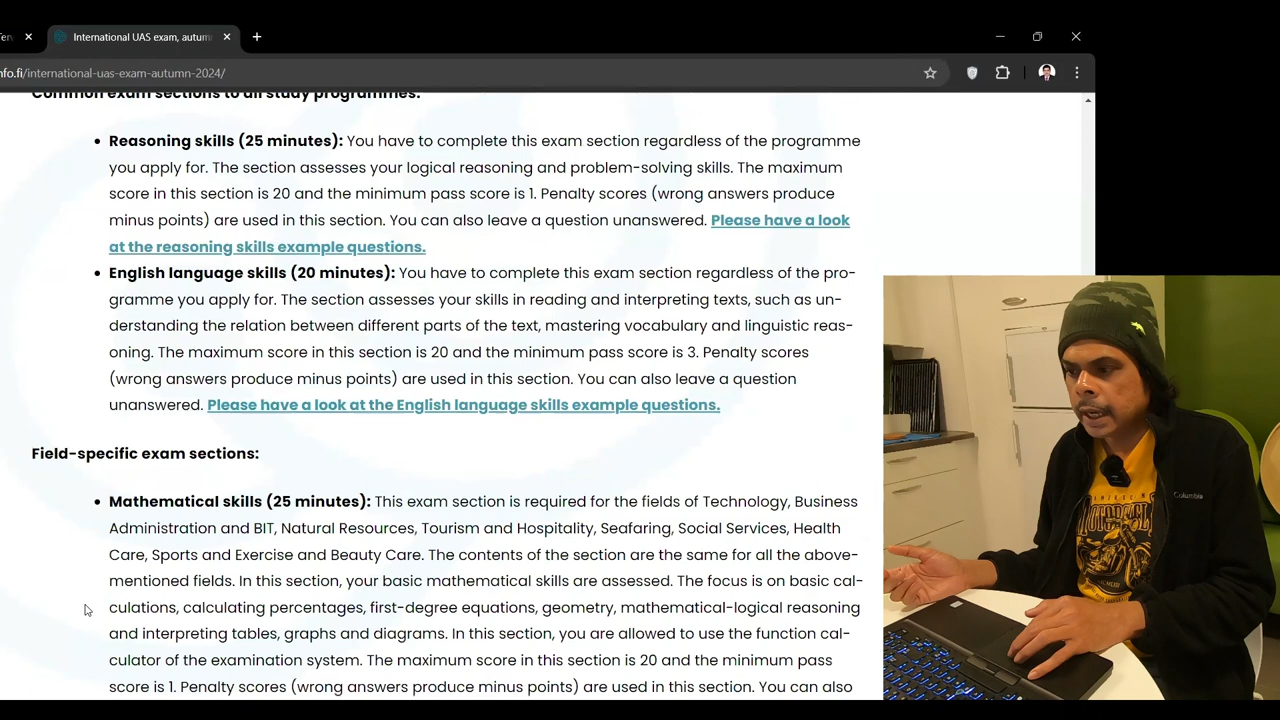 International UAS exam, autum
nfo.fi/international-uas-exam-autumn-2024/
Common exam sections to all study programmes:
Reasoning skills (25 minutes): You have to complete this exam section regardless of the programme
you apply for. The section assesses your logical reasoning and problem-solving skills. The maximum
score in this section is 20 and the minimum pass score is 1. Penalty scores (wrong answers produce
minus points) are used in this section. You can also leave a question unanswered. Please have a look
at the reasoning skills example questions.
English language skills (20 minutes): You have to complete this exam section regardless of the pro-
gramme you apply for. The section assesses your skills in reading and interpreting texts, such as un-
derstanding the relation between different parts of the text, mastering vocabulary and linguistic reas-
oning. The maximum score in this section is 20 and the minimum pass score is 3. Penalty scores
(wrong answers produce minus points) are used in this section. You can also leave a question
unanswered. Please have a look at the English language skills example questions.
Field-specific exam sections:
Mathematical skills (25 minutes): This exam section is required for the fields of Technology, Business
Administration and BIT, Natural Resources, Tourism and Hospitality, Seafaring, Social Services, Health
Care, Sports and Exercise and Beauty Care. The contents of the section are the same for all the above-
mentioned fields. In this section, your basic mathematical skills are assessed. The focus is on basic cal-
culations, calculating percentages, first-degree equations, geometry, mathematical-logical reasoning
and interpreting tables, graphs and diagrams. In this section, you are allowed to use the function cal-
culator of the examination system. The maximum score in this section is 20 and the minimum pass
score is 1. Penalty scores (wrong answers produce minus points) are used in this section. You can also
Columbia